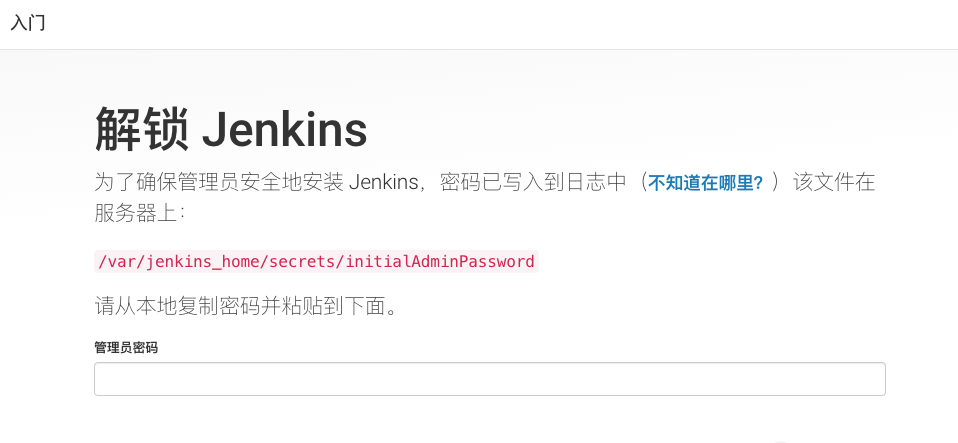 入门
解锁 Jenkins
为了确保管理员安全地安装 Jenkins，密码已写入到日志中（不知道在哪里？）该文件在
服务器上：
/var/jenkins_home/secrets/initialAdminPassword
请从本地复制密码并粘贴到下面。
管理员密码